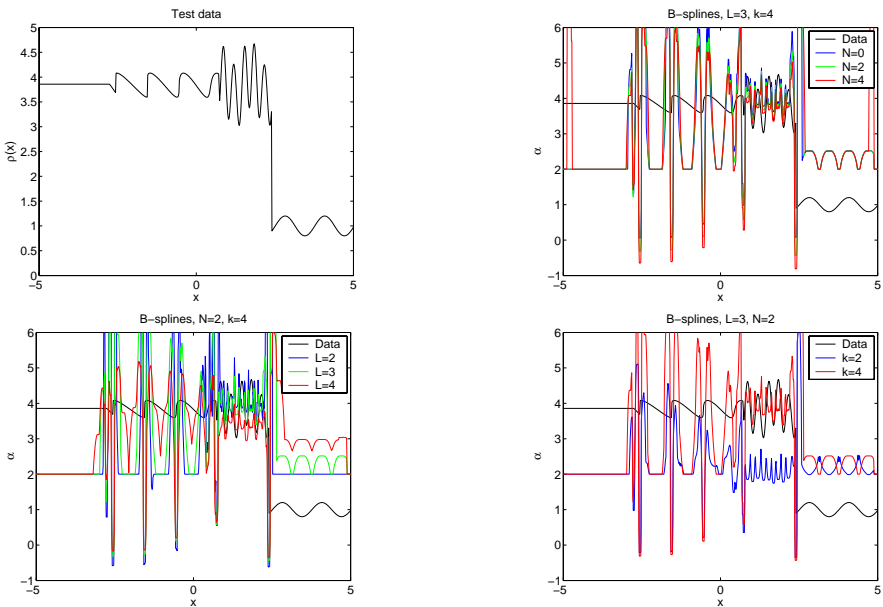 Test data
5
4.5
4
3.5
3
2.5
2
1.5
1
0.5
0
ρ(x)
−5
0
5
x
B−splines, L=3, k=4
6
5
4
3
2
1
0
−1
α
−5
0
5
x
Data
N=0
N=2
N=4
B−splines, N=2, k=4
6
5
4
3
2
1
0
−1
α
−5
0
5
x
Data
L=2
L=3
L=4
B−splines, L=3, N=2
6
5
4
3
2
1
0
−1
α
−5
0
5
x
Data
k=2
k=4